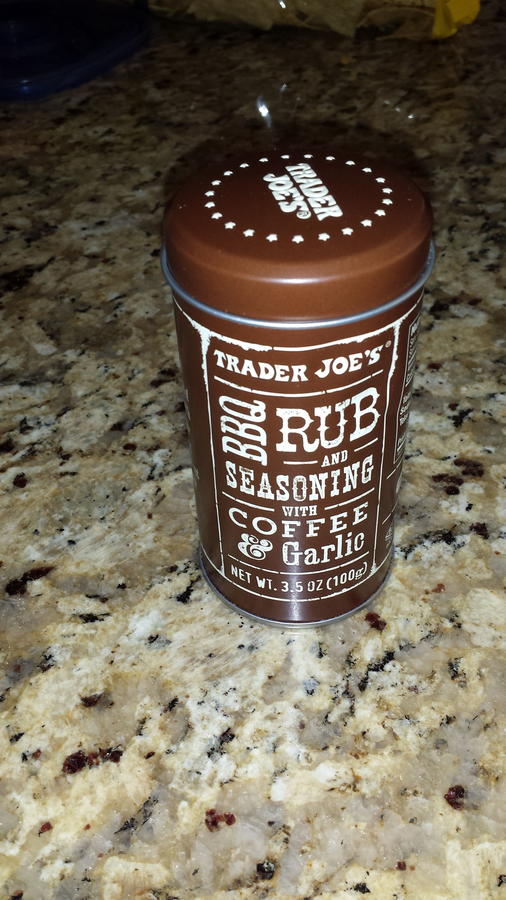 TRADER
JOE'S®
TRADER JOE'S®
BBQ RUB
AND
SEASONING
WITH
COFFEE
& Garlic
NET WT. 3.5 OZ (100g)